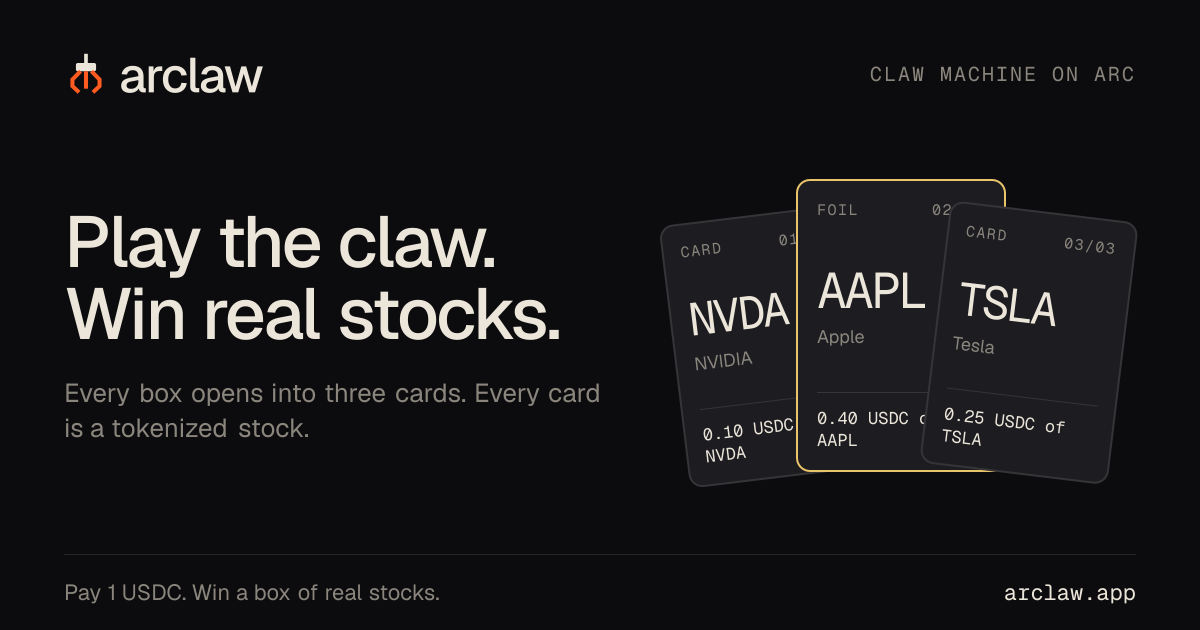 arclaw
CLAW MACHINE ON ARC
Play the claw.
Win real stocks.
Every box opens into three cards. Every card
is a tokenized stock.
CARD 01
NVDA
NVIDIA
0.10 USDC
NVDA
FOIL 02
AAPL
Apple
0.40 USDC
AAPL
CARD 03/03
TSLA
Tesla
0.25 USDC of
TSLA
Pay 1 USDC. Win a box of real stocks.
arclaw.app